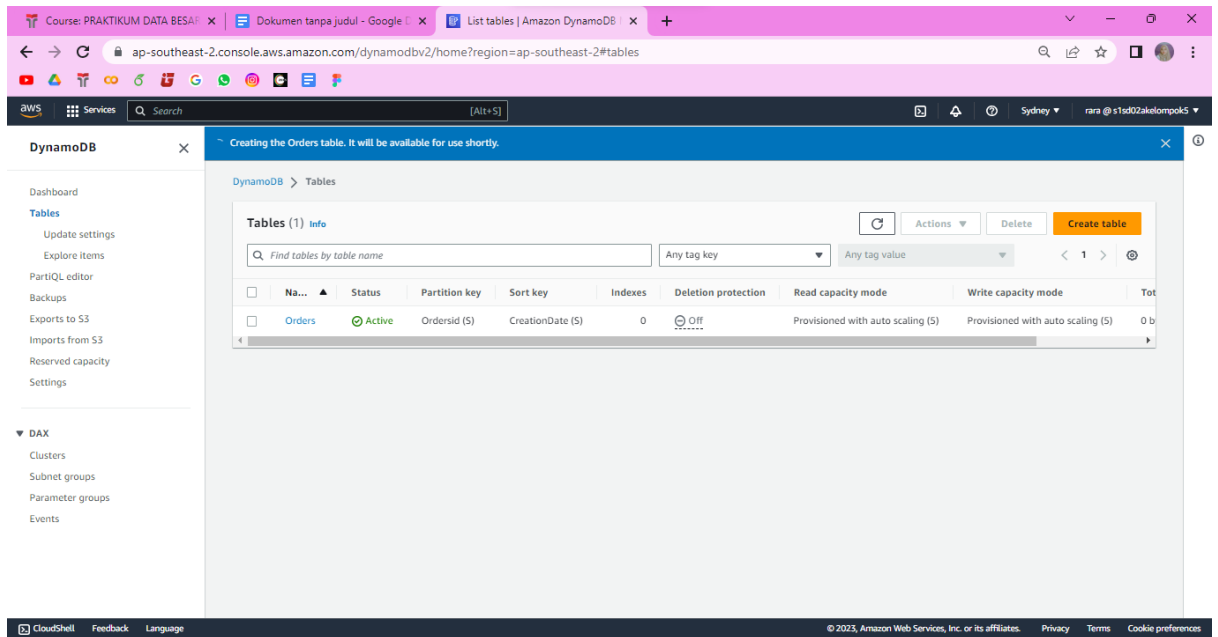 Course: PRAKTIKUM DATA BESAR
Dokumen tanpa judul - Google D
List tables | Amazon DynamoDB
ap-southeast-2.console.aws.amazon.com/dynamodbv2/home?region=ap-southeast-2#tables
aws Services Search [Alt+S] Sydney rara @ s1sd02akelompok5
DynamoDB
Creating the Orders table. It will be available for use shortly.
DynamoDB > Tables
Dashboard
Tables
Update settings
Explore items
PartiQL editor
Backups
Exports to S3
Imports from S3
Reserved capacity
Settings
DAX
Clusters
Subnet groups
Parameter groups
Events
Tables (1) Info
Actions Delete Create table
Find tables by table name Any tag key Any tag value < 1 >
Na... Status Partition key Sort key Indexes Deletion protection Read capacity mode Write capacity mode Tot
Orders Active Ordersid (S) CreationDate (S) 0 Off Provisioned with auto scaling (5) Provisioned with auto scaling (5) 0 b
CloudShell Feedback Language © 2023, Amazon Web Services, Inc. or its affiliates. Privacy Terms Cookie preferences